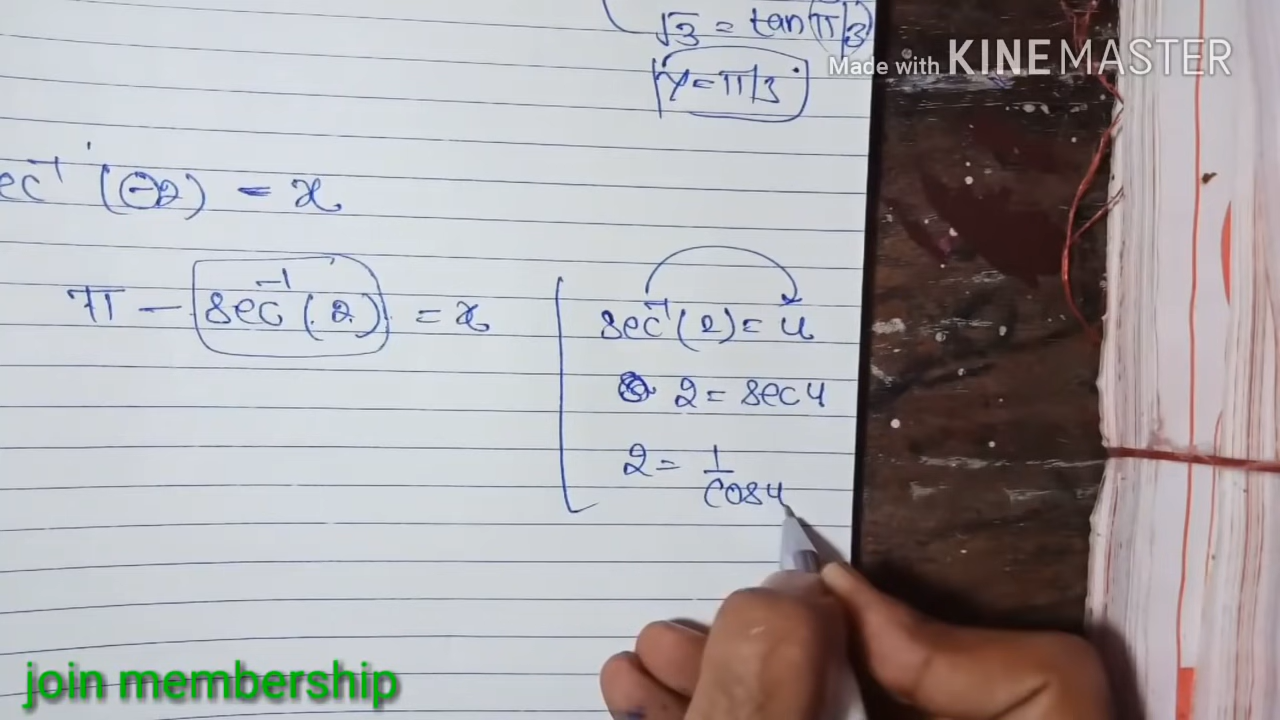 √3 = tan(π/3)
Made with KINEMASTER
y=π/3
ec⁻¹ (-2) = x
π - sec⁻¹(2) = x
sec⁻¹(2) = u
2 = sec u
2 = 1/cos u
join membership